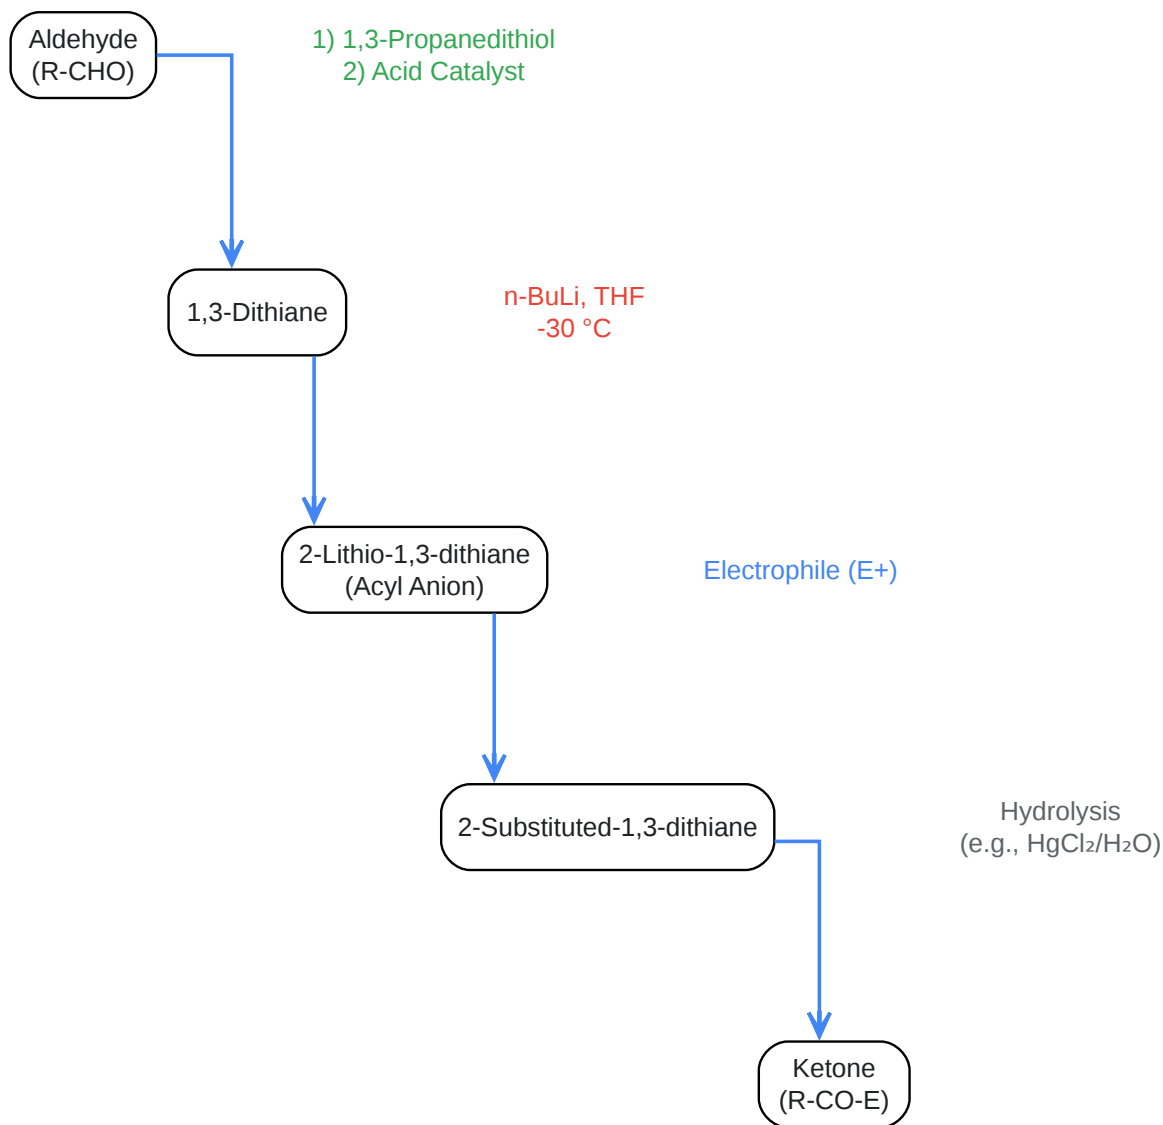 Aldehyde
(R-CHO)
1) 1,3-Propanedithiol
2) Acid Catalyst
1,3-Dithiane
n-BuLi, THF
-30 °C
2-Lithio-1,3-dithiane
(Acyl Anion)
Electrophile (E+)
2-Substituted-1,3-dithiane
Hydrolysis
(e.g., HgCl₂/H₂O)
Ketone
(R-CO-E)